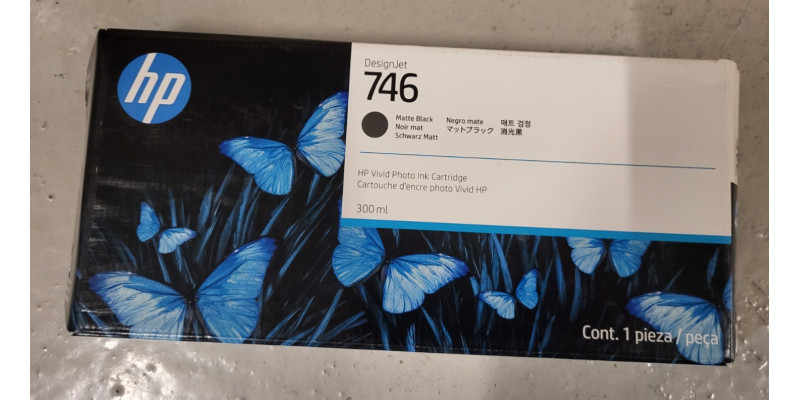 hp
DesignJet
746
Matte Black
Noir mat
Schwarz Matt
Negro mate
マットブラック
매트 검정
消光黒
HP Vivid Photo Ink Cartridge
Cartouche d'encre photo Vivid HP
300 ml
Cont. 1 pieza / peça